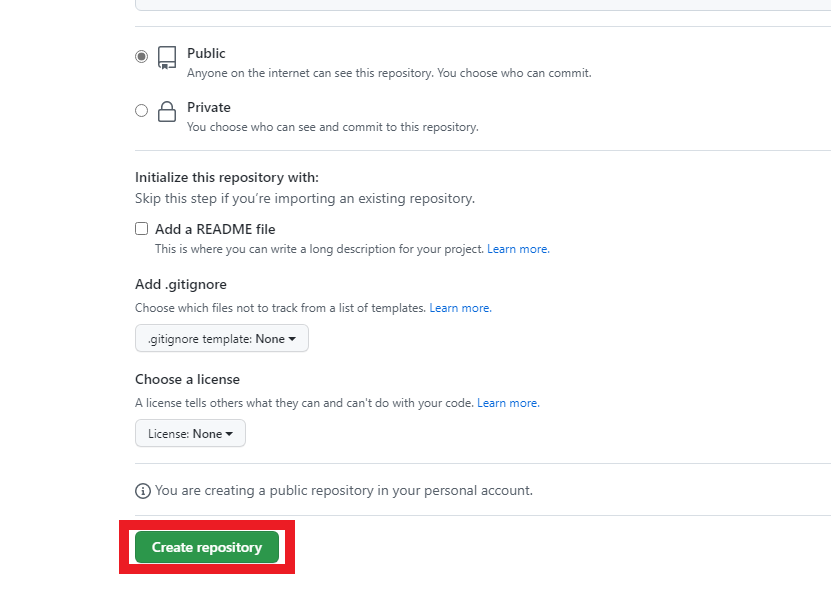 Public
Anyone on the internet can see this repository. You choose who can commit.
Private
You choose who can see and commit to this repository.
Initialize this repository with:
Skip this step if you’re importing an existing repository.
Add a README file
This is where you can write a long description for your project. Learn more.
Add .gitignore
Choose which files not to track from a list of templates. Learn more.
.gitignore template: None
Choose a license
A license tells others what they can and can't do with your code. Learn more.
License: None
You are creating a public repository in your personal account.
Create repository